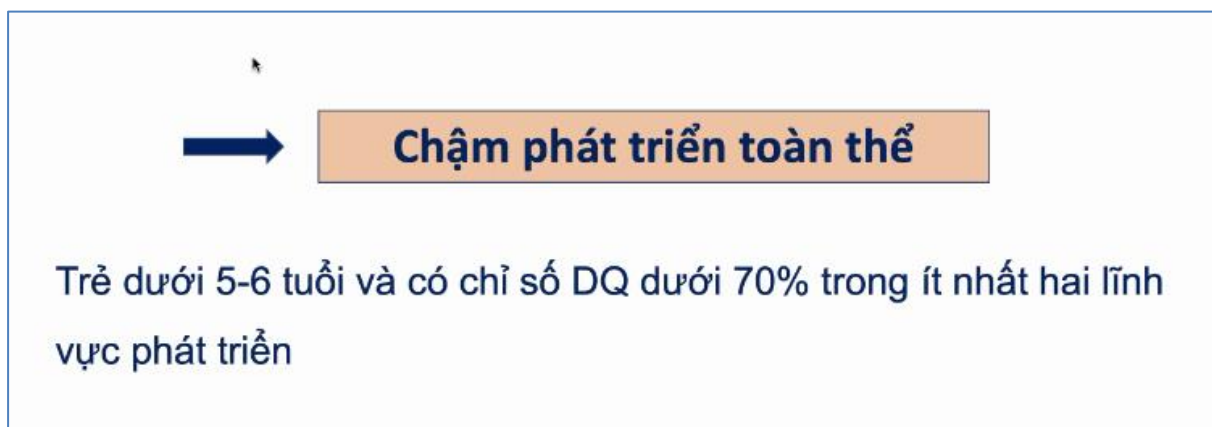 Chậm phát triển toàn thể
Trẻ dưới 5-6 tuổi và có chỉ số DQ dưới 70% trong ít nhất hai lĩnh
vực phát triển